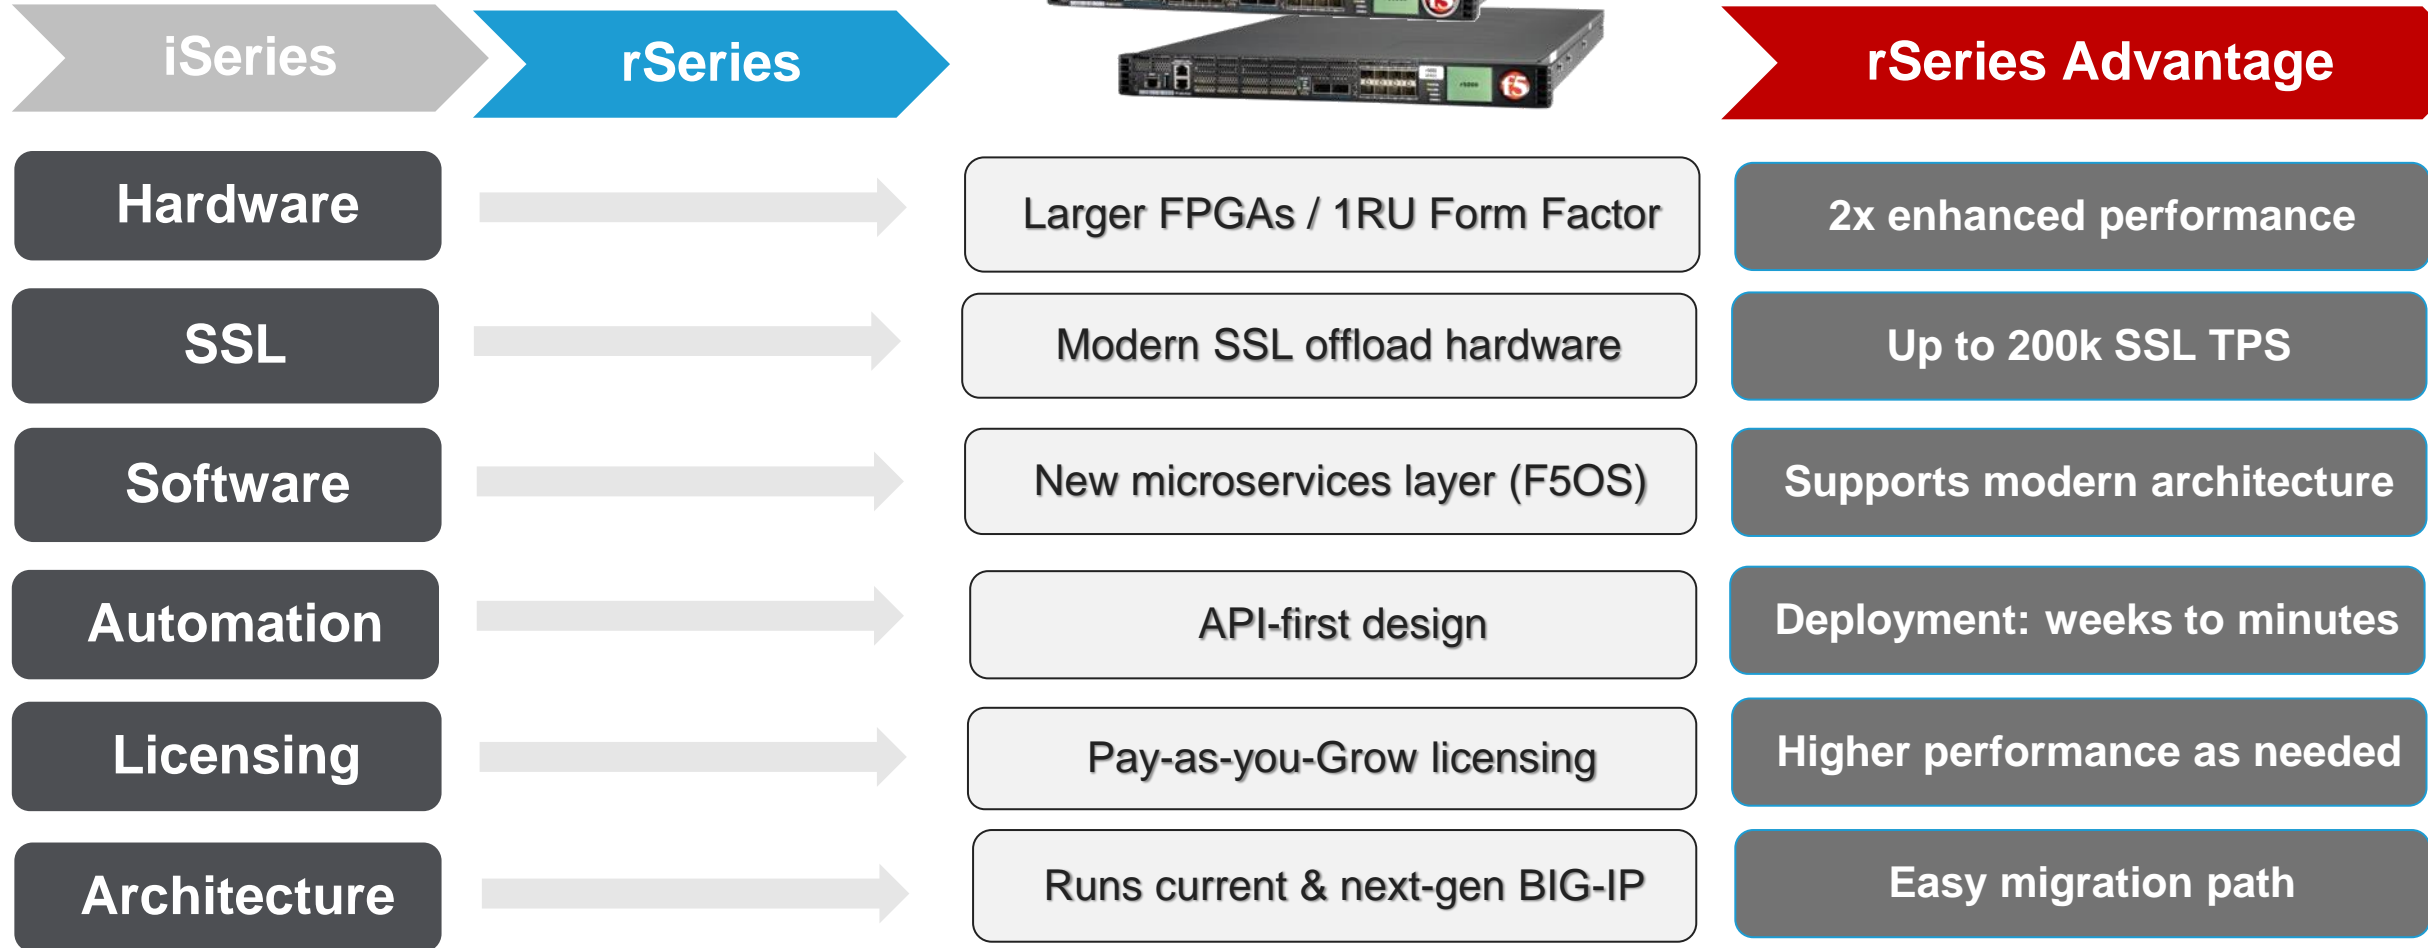 iSeries
rSeries
rSeries Advantage
f5
Hardware
Larger FPGAs / 1RU Form Factor
2x enhanced performance
SSL
Modern SSL offload hardware
Up to 200k SSL TPS
Software
New microservices layer (F5OS)
Supports modern architecture
Automation
API-first design
Deployment: weeks to minutes
Licensing
Pay-as-you-Grow licensing
Higher performance as needed
Architecture
Runs current & next-gen BIG-IP
Easy migration path